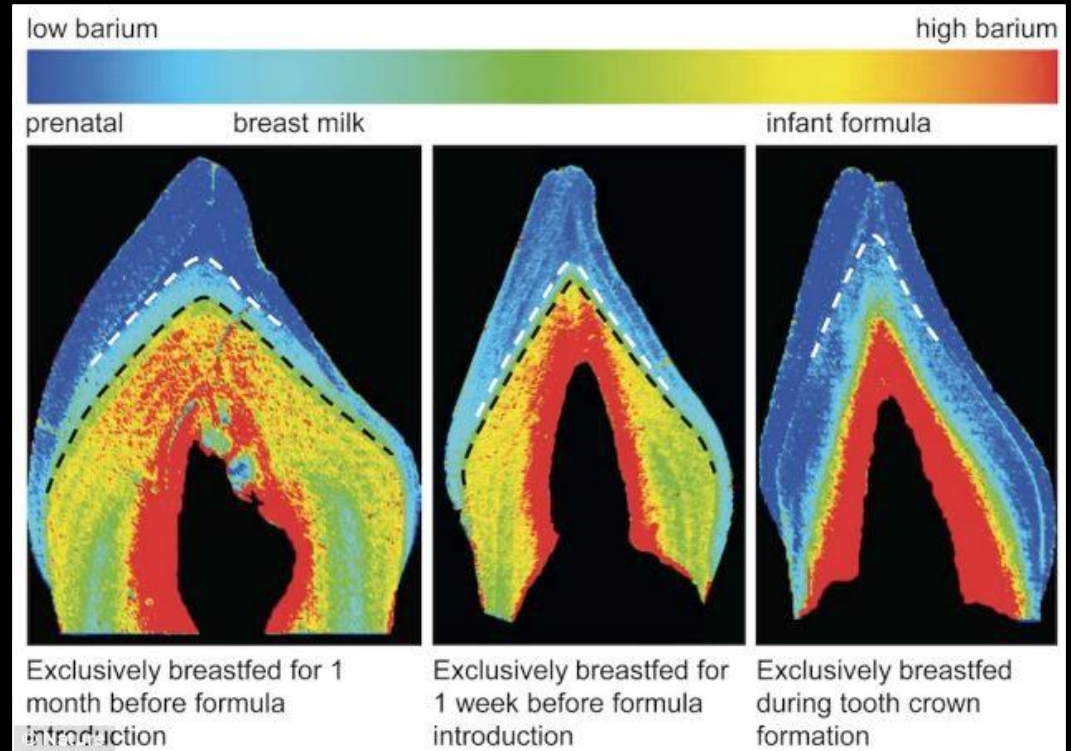 low barium high barium
prenatal breast milk infant formula
Exclusively breastfed for 1
month before formula
introduction
Exclusively breastfed for
1 week before formula
introduction
Exclusively breastfed
during tooth crown
formation
© Nature